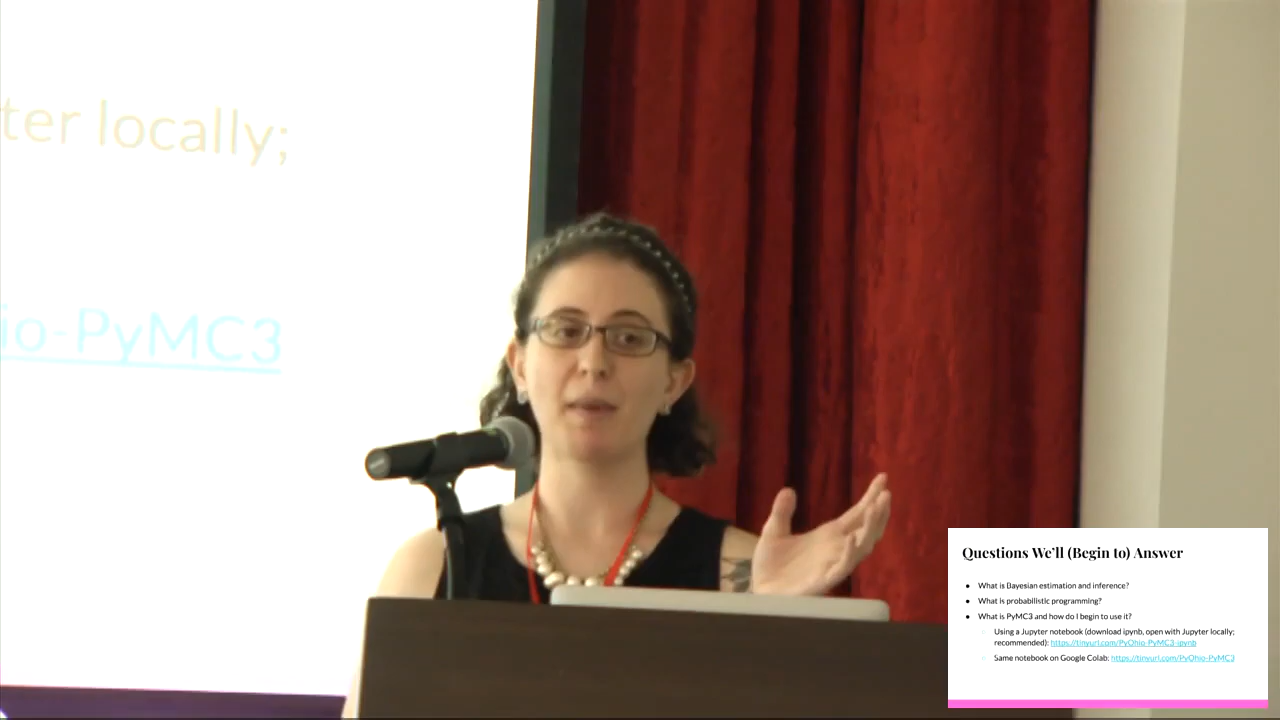 ter locally;
io-PyMC3
Questions We'll (Begin to) Answer
● What is Bayesian estimation and inference?
● What is probabilistic programming?
● What is PyMC3 and how do I begin to use it?
Using a Jupyter notebook (download ipynb, open with Jupyter locally;
recommended): https://tinyurl.com/PyOhio-PyMC3-ipynb
Same notebook on Google Colab: https://tinyurl.com/PyOhio-PyMC3